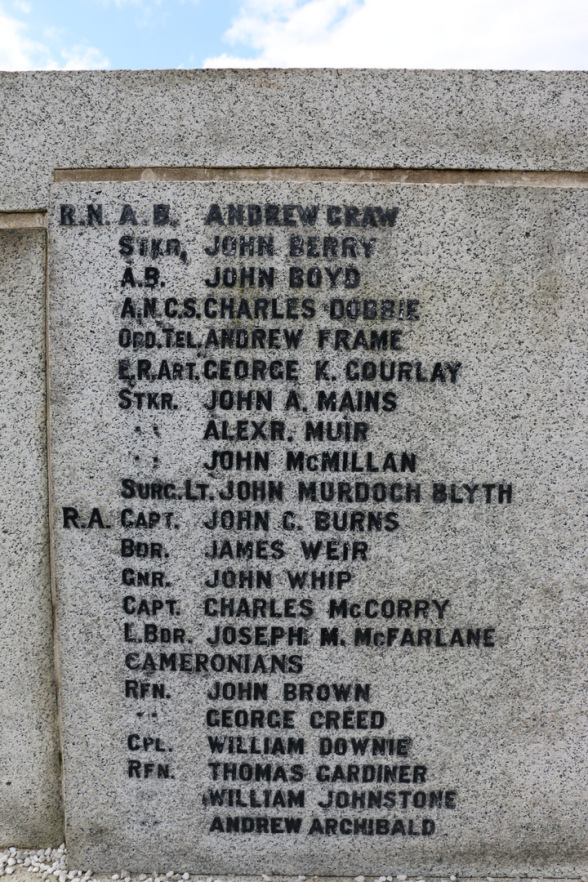 R.N. A.B. ANDREW CRAW
STKR. JOHN BERRY
A.B. JOHN BOYD
A.N.C.S. CHARLES DOBBIE
ORD.TEL. ANDREW FRAME
E.R.ART. GEORGE K. GOURLAY
STKR. JOHN A. MAINS
" ALEXR. MUIR
" JOHN McMILLAN
SURG.LT. JOHN MURDOCH BLYTH
R.A. CAPT. JOHN C. BURNS
BDR. JAMES WEIR
GNR. JOHN WHIP
CAPT. CHARLES McCORRY
L.BDR. JOSEPH M. McFARLANE
CAMERONIANS
RFN. JOHN BROWN
" GEORGE CREED
CPL. WILLIAM DOWNIE
RFN. THOMAS GARDINER
WILLIAM JOHNSTONE
ANDREW ARCHIBALD